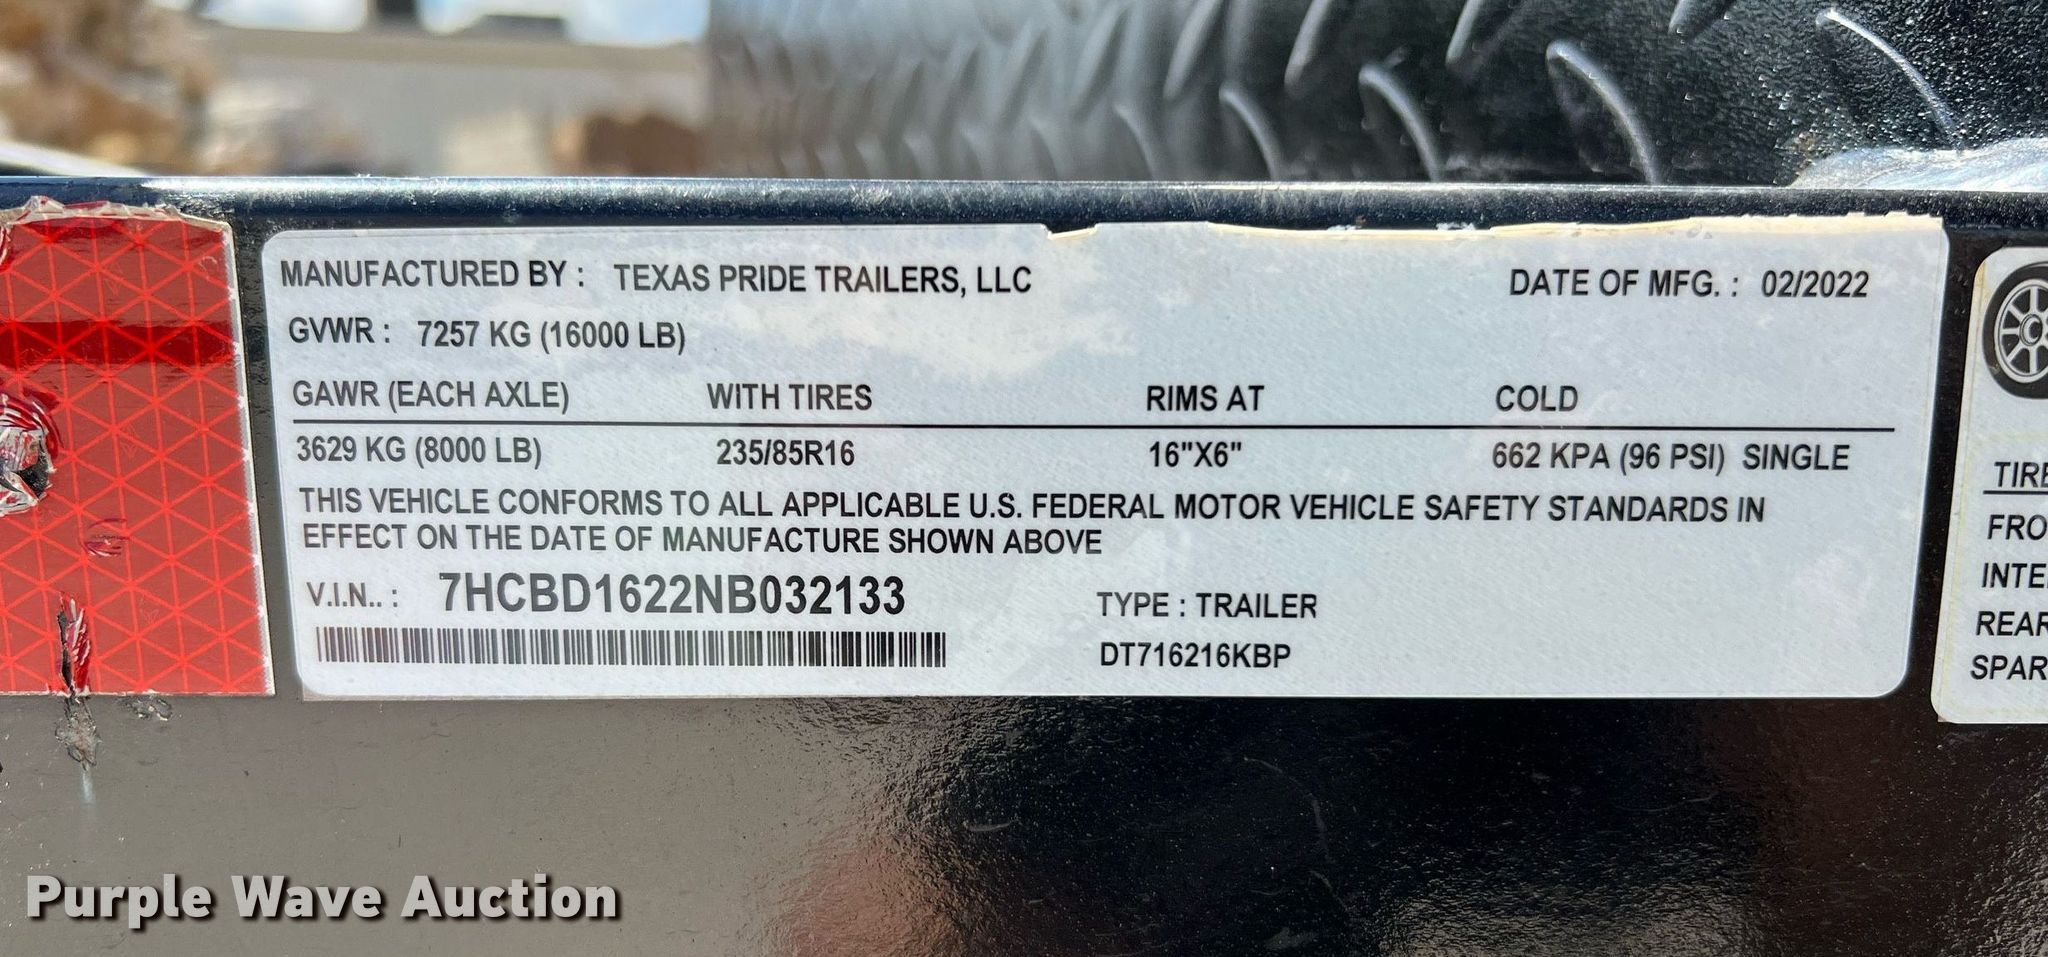 MANUFACTURED BY : TEXAS PRIDE TRAILERS, LLC DATE OF MFG. : 02/2022
GVWR : 7257 KG (16000 LB)
GAWR (EACH AXLE) WITH TIRES RIMS AT COLD
3629 KG (8000 LB) 235/85R16 16"X6" 662 KPA (96 PSI) SINGLE
THIS VEHICLE CONFORMS TO ALL APPLICABLE U.S. FEDERAL MOTOR VEHICLE SAFETY STANDARDS IN
EFFECT ON THE DATE OF MANUFACTURE SHOWN ABOVE
V.I.N.. : 7HCBD1622NB032133 TYPE : TRAILER
DT716216KBP
TIRE
FRO
INTE
REAR
SPAR
Purple Wave Auction